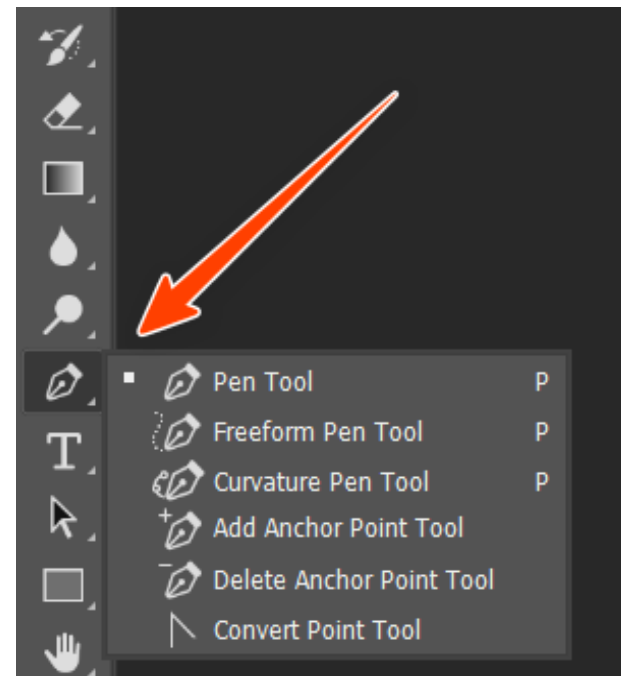 Pen Tool P
Freeform Pen Tool P
Curvature Pen Tool P
Add Anchor Point Tool
Delete Anchor Point Tool
Convert Point Tool
T